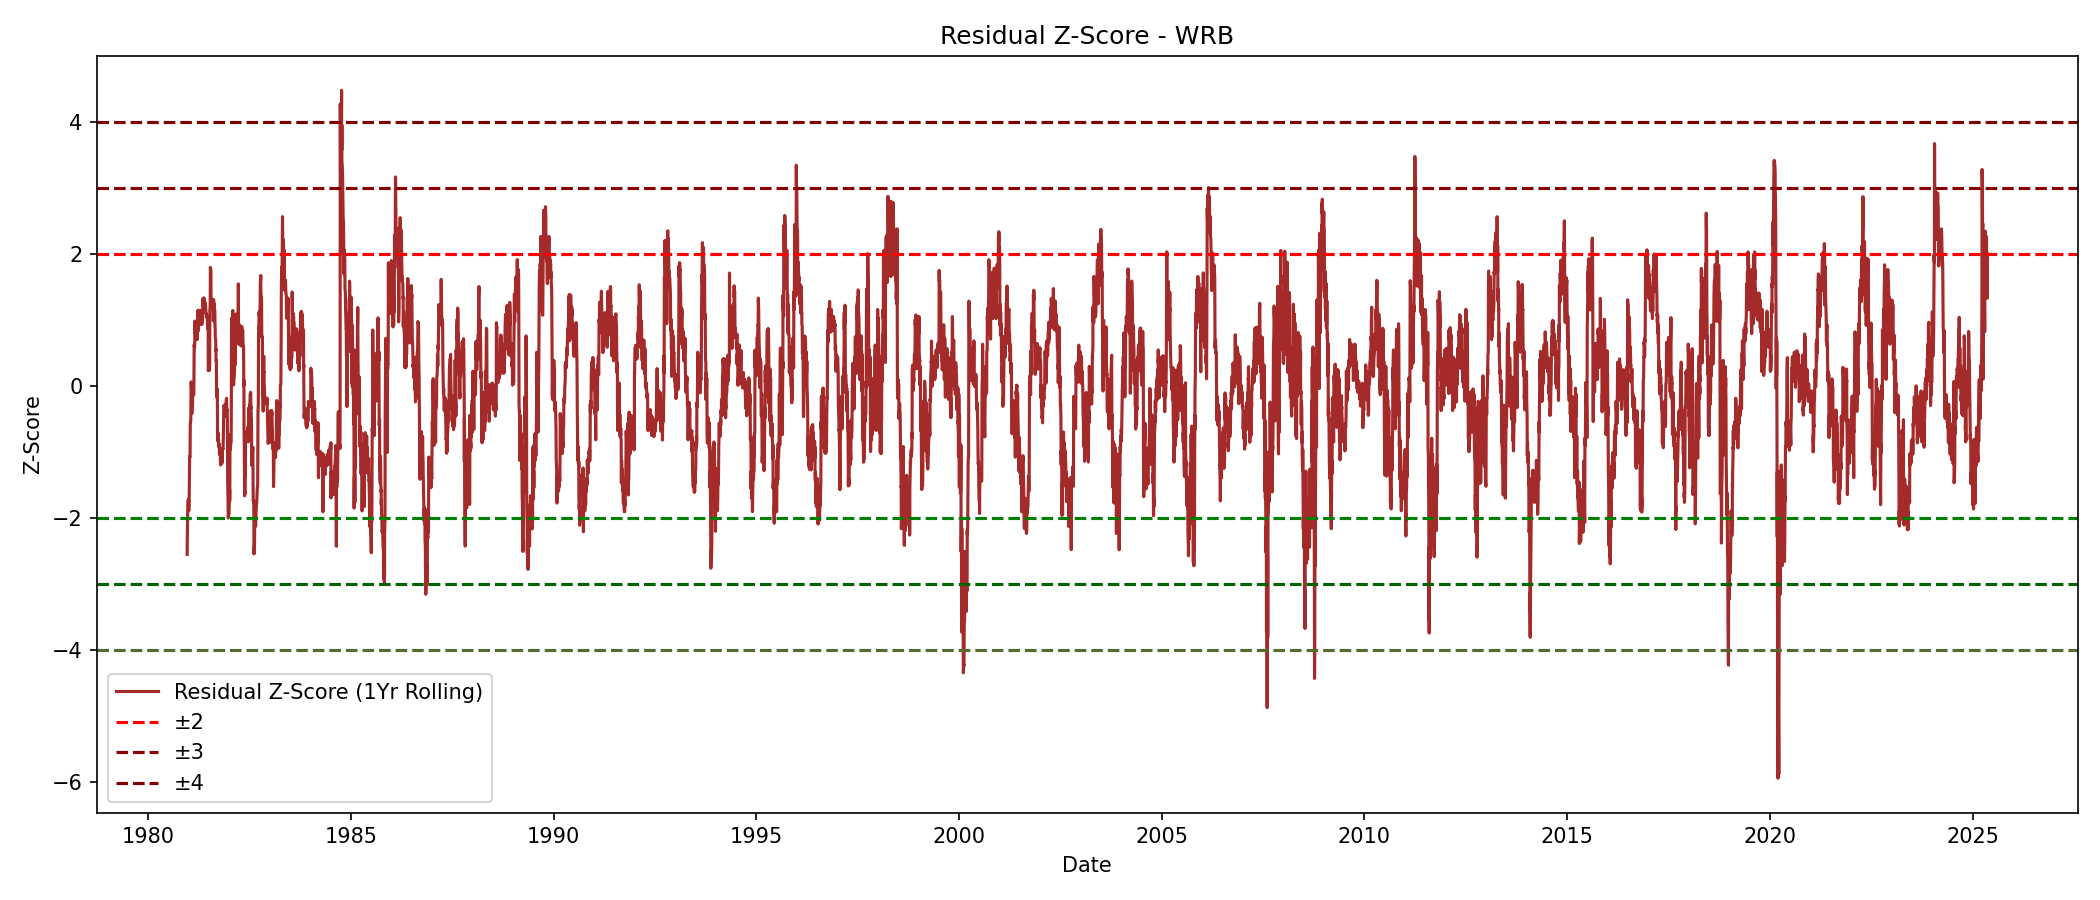 Residual Z-Score - WRB
Z-Score
4
2
0
−2
−4
−6
Residual Z-Score (1Yr Rolling)
±2
±3
±4
1980 1985 1990 1995 2000 2005 2010 2015 2020 2025
Date